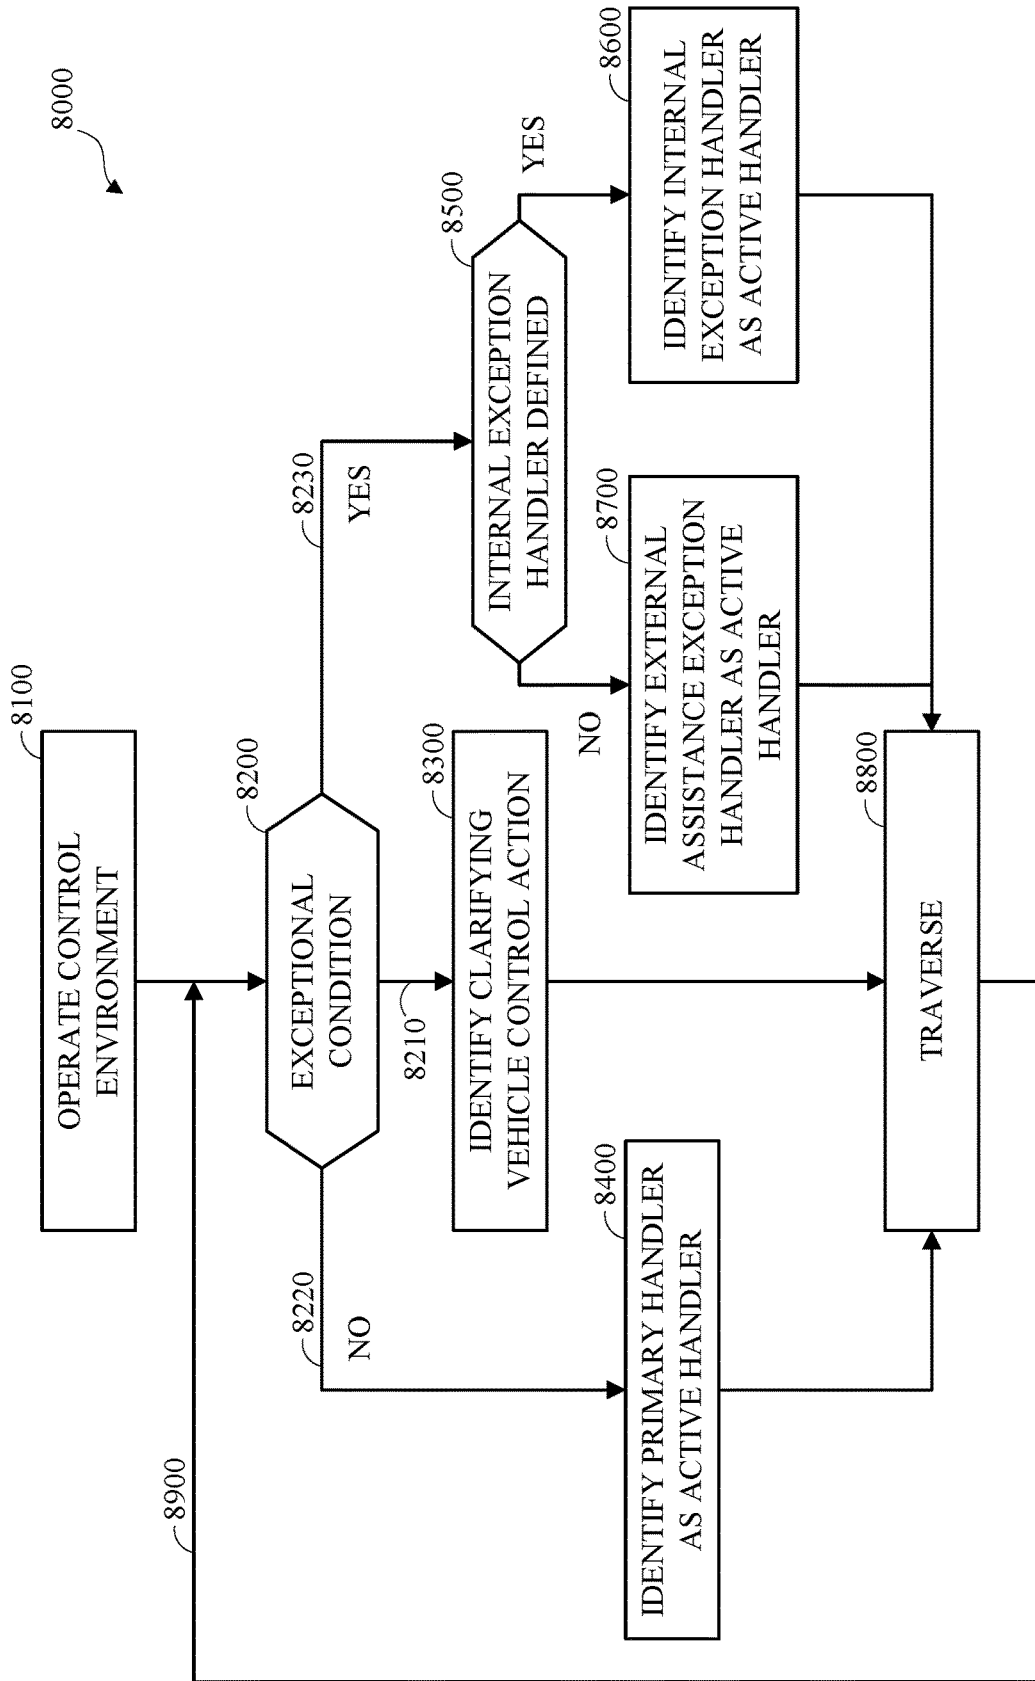 8000
8100
OPERATE CONTROL
ENVIRONMENT
8900
8200
EXCEPTIONAL
CONDITION
8220
NO
8210
8230
YES
8300
IDENTIFY CLARIFYING
VEHICLE CONTROL ACTION
8500
INTERNAL EXCEPTION
HANDLER DEFINED
NO
YES
8400
IDENTIFY PRIMARY HANDLER
AS ACTIVE HANDLER
8700
IDENTIFY EXTERNAL
ASSISTANCE EXCEPTION
HANDLER AS ACTIVE
HANDLER
8600
IDENTIFY INTERNAL
EXCEPTION HANDLER
AS ACTIVE HANDLER
8800
TRAVERSE